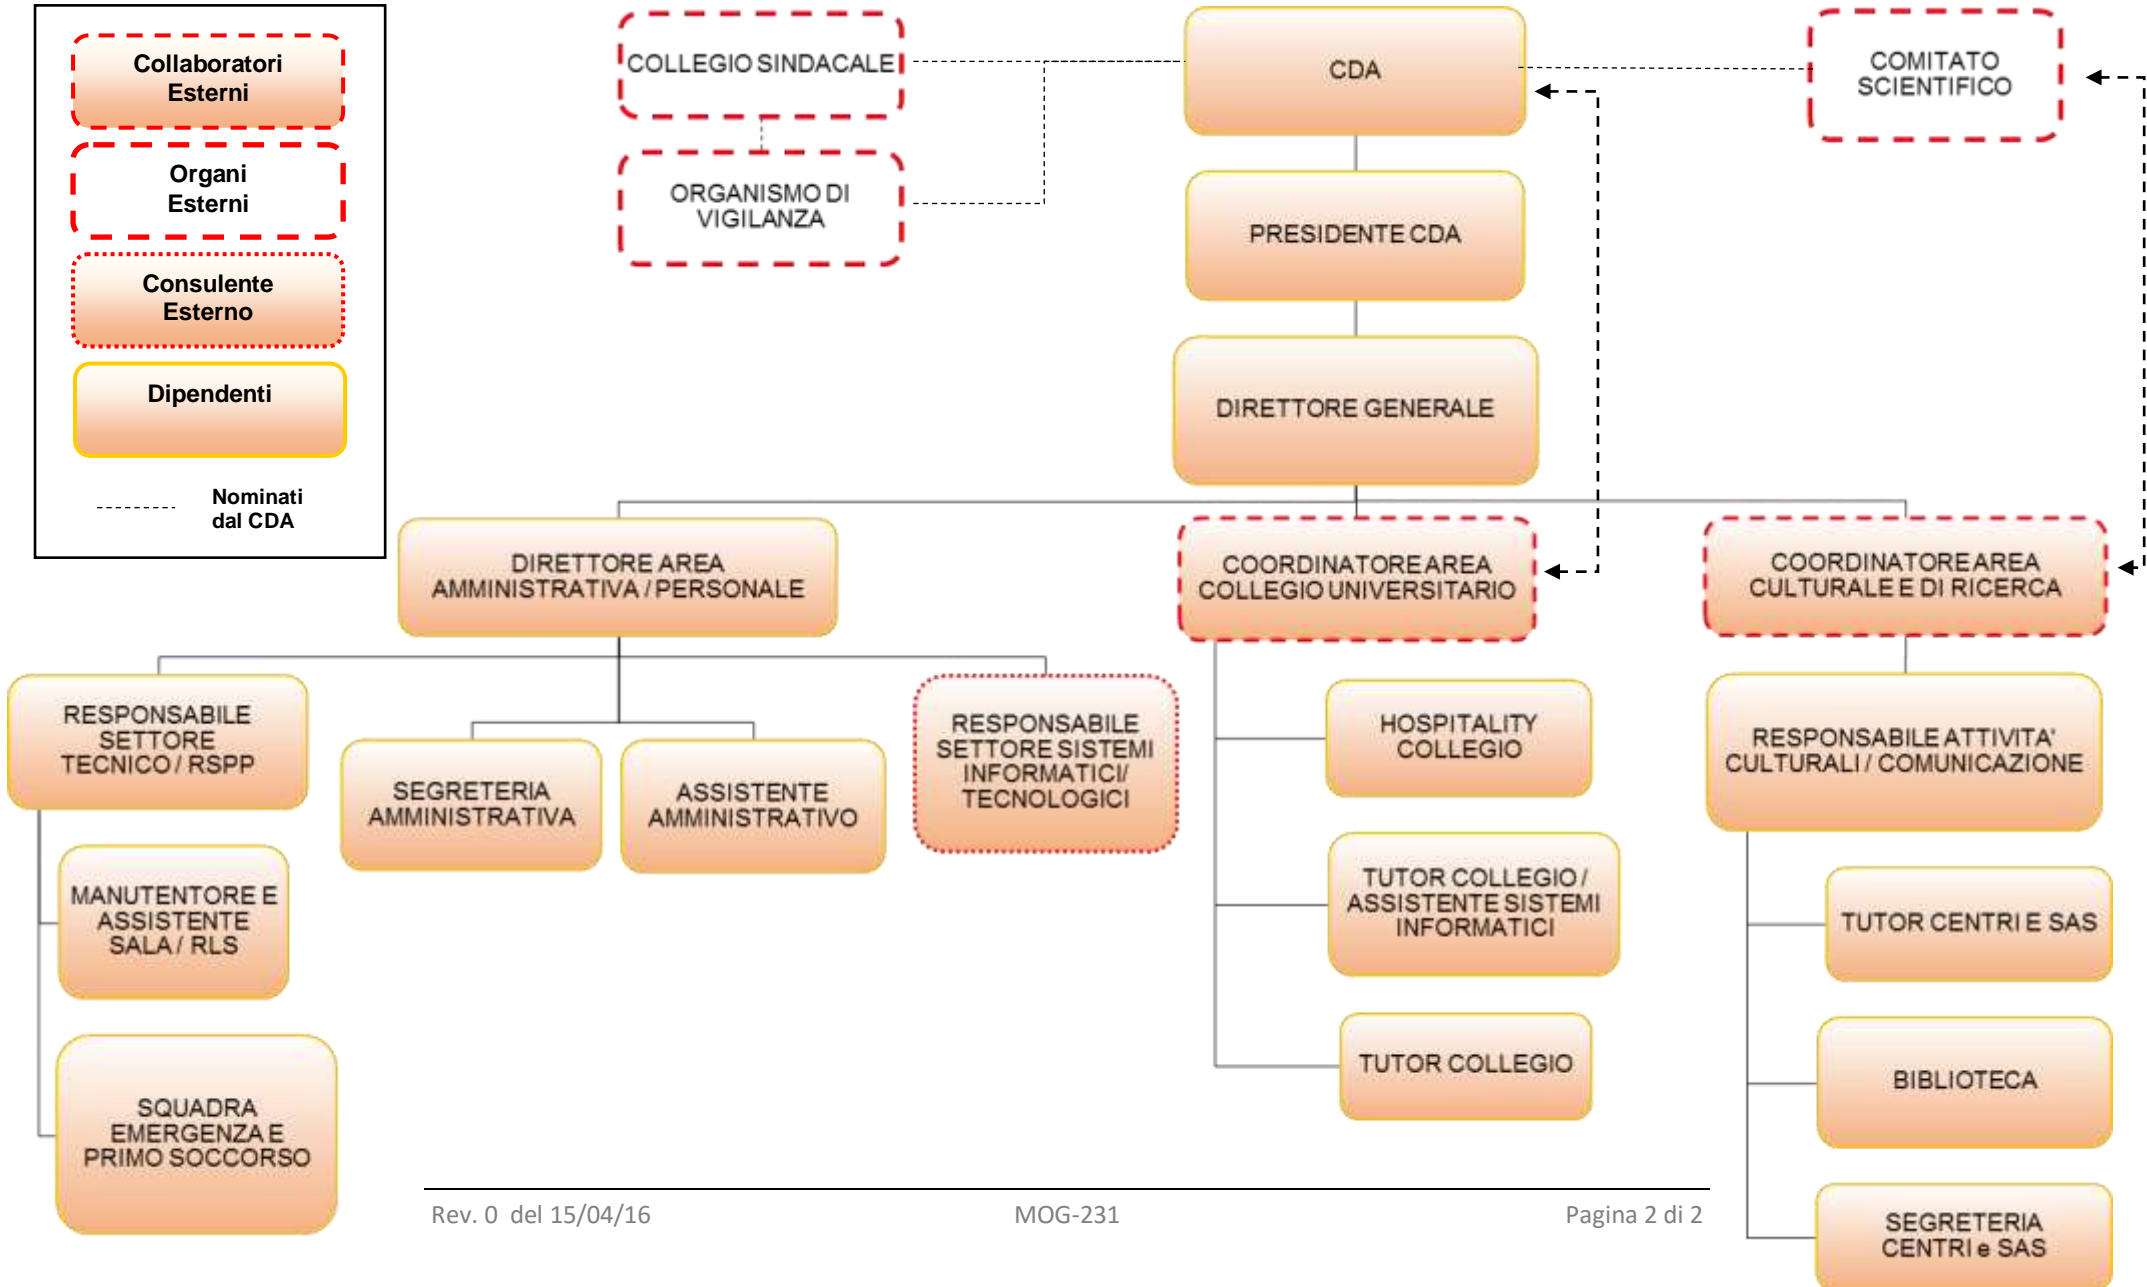 Collaboratori
Esterni
Organi
Esterni
Consulente
Esterno
Dipendenti
Nominati
dal CDA
COLLEGIO SINDACALE
ORGANISMO DI
VIGILANZA
CDA
COMITATO
SCIENTIFICO
PRESIDENTE CDA
DIRETTORE GENERALE
DIRETTORE AREA
AMMINISTRATIVA / PERSONALE
COORDINATORE AREA
COLLEGIO UNIVERSITARIO
COORDINATORE AREA
CULTURALE E DI RICERCA
RESPONSABILE
SETTORE
TECNICO / RSPP
SEGRETERIA
AMMINISTRATIVA
ASSISTENTE
AMMINISTRATIVO
RESPONSABILE
SETTORE SISTEMI
INFORMATICI/
TECNOLOGICI
HOSPITALITY
COLLEGIO
RESPONSABILE ATTIVITA'
CULTURALI / COMUNICAZIONE
MANUTENTORE E
ASSISTENTE
SALA / RLS
TUTOR COLLEGIO /
ASSISTENTE SISTEMI
INFORMATICI
TUTOR CENTRI E SAS
SQUADRA
EMERGENZA E
PRIMO SOCCORSO
TUTOR COLLEGIO
BIBLIOTECA
SEGRETERIA
CENTRI e SAS
Rev. 0 del 15/04/16 MOG-231 Pagina 2 di 2